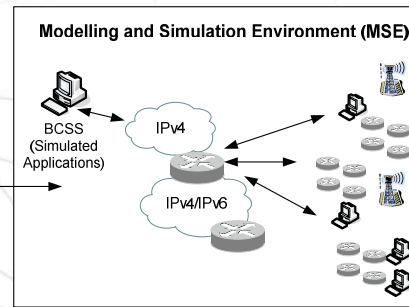 Modelling and Simulation Environment (MSE)
BCSS
(Simulated
Applications)
IPv4
IPv4/IPv6